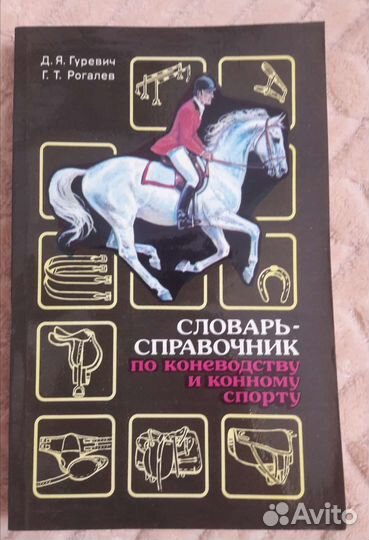 Д. Я. Гуревич
Г. Т. Рогалев
СЛОВАРЬ-
СПРАВОЧНИК
по коневодству
и конному
спорту
Avito